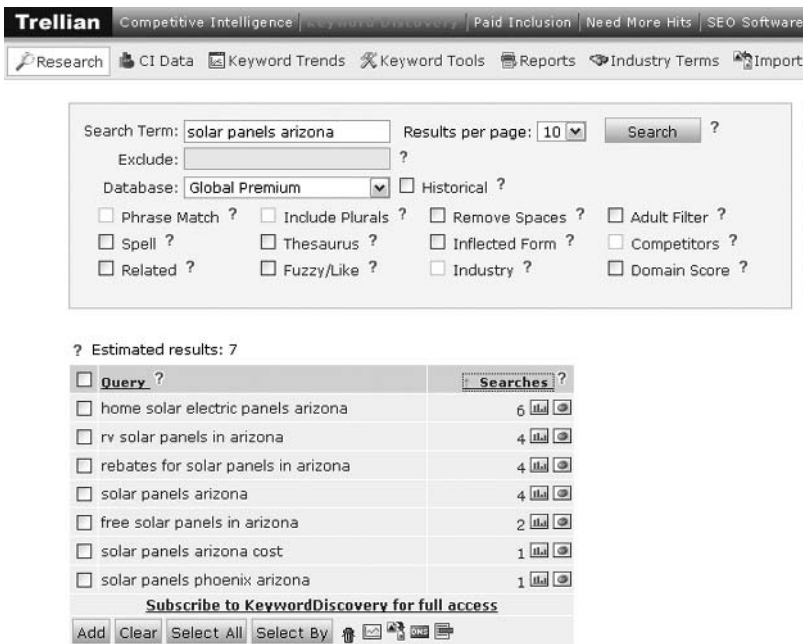 Trellian Competitive Intelligence | Keyword Discovery | Paid Inclusion | Need More Hits | SEO Software
Research CI Data Keyword Trends Keyword Tools Reports Industry Terms Import
Search Term: solar panels arizona Results per page: 10 Search ?
Exclude: ?
Database: Global Premium Historical ?
Phrase Match ? Include Plurals ? Remove Spaces ? Adult Filter ?
Spell ? Thesaurus ? Inflected Form ? Competitors ?
Related ? Fuzzy/Like ? Industry ? Domain Score ?
? Estimated results: 7
Query ? Searches ?
home solar electric panels arizona 6
rv solar panels in arizona 4
rebates for solar panels in arizona 4
solar panels arizona 4
free solar panels in arizona 2
solar panels arizona cost 1
solar panels phoenix arizona 1
Subscribe to KeywordDiscovery for full access
Add Clear Select All Select By DNS